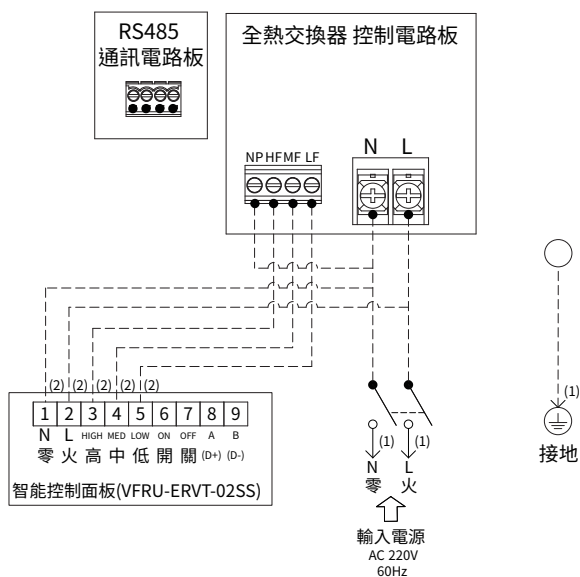 RS485
通訊電路板
全熱交換器 控制電路板
N L
NP HF MF LF
(2) (2) (2) (2) (2)
(1)
1 2 3 4 5 6 7 8 9
N L HIGH MED LOW ON OFF A B
零 火 高 中 低 開 關 (D+) (D-)
智能控制面板(VFRU-ERVT-02SS)
(1) (1)
N L
零 火
接地
輸入電源
AC 220V
60Hz